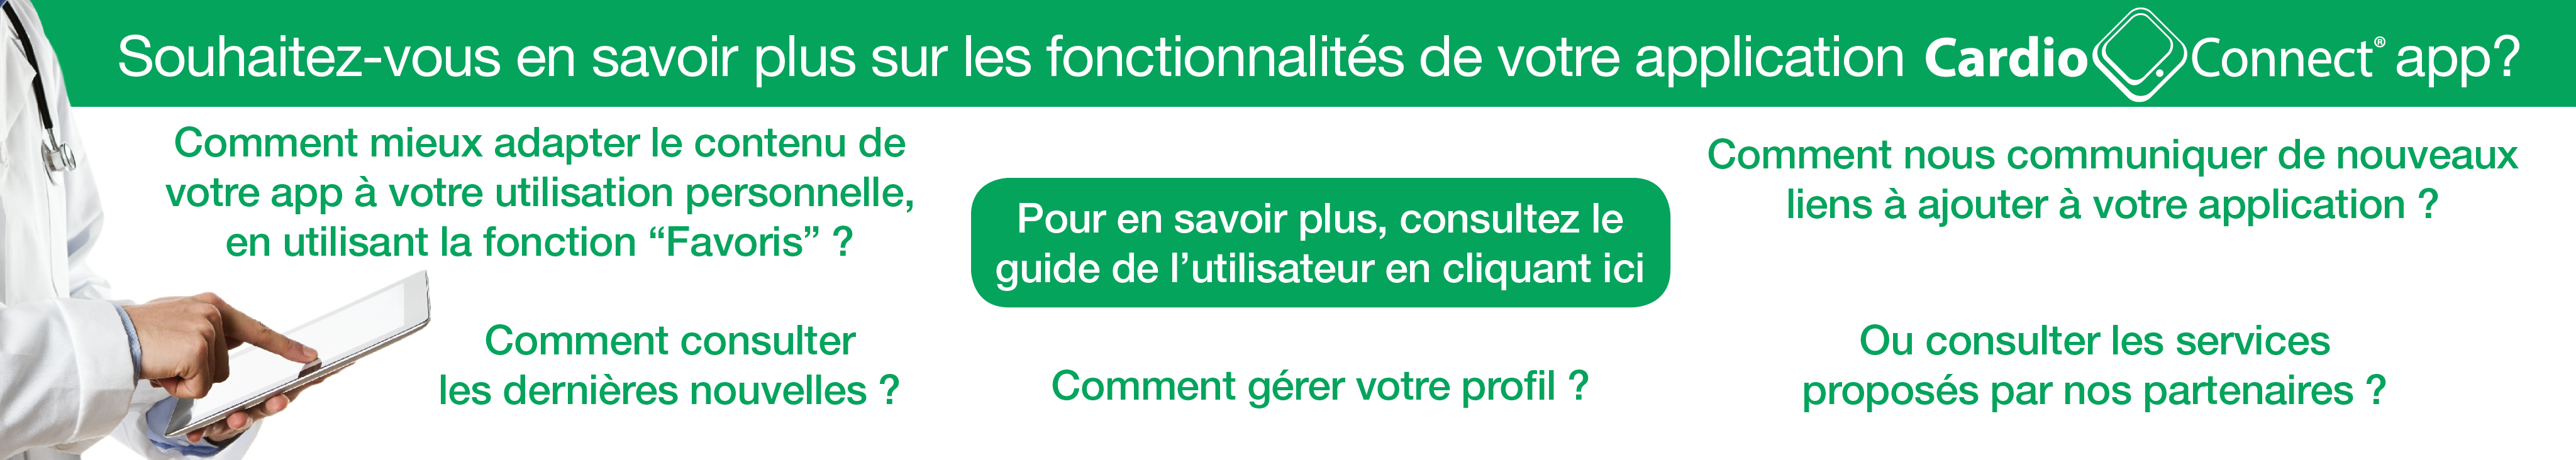 Souhaitez-vous en savoir plus sur les fonctionnalités de votre application Cardio Connect® app?
Comment mieux adapter le contenu de
votre app à votre utilisation personnelle,
en utilisant la fonction “Favoris” ?
Comment consulter
les dernières nouvelles ?
Pour en savoir plus, consultez le
guide de l’utilisateur en cliquant ici
Comment gérer votre profil ?
Comment nous communiquer de nouveaux
liens à ajouter à votre application ?
Ou consulter les services
proposés par nos partenaires ?